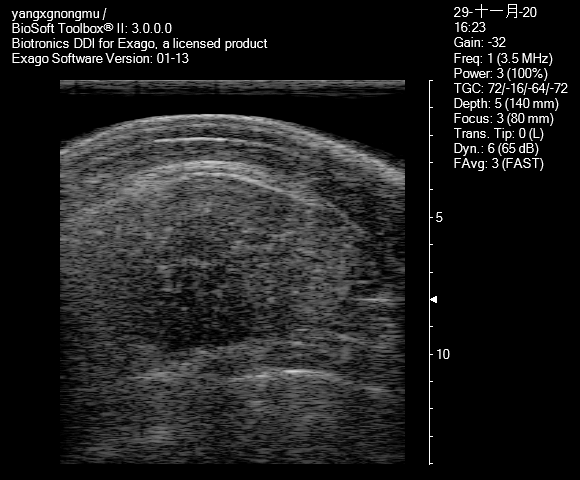 yangxgnongmu /
BioSoft Toolbox® II: 3.0.0.0
Biotronics DDI for Exago, a licensed product
Exago Software Version: 01-13
29-十一月-20
16:23
Gain: -32
Freq: 1 (3.5 MHz)
Power: 3 (100%)
TGC: 72/-16/-64/-72
Depth: 5 (140 mm)
Focus: 3 (80 mm)
Trans. Tip: 0 (L)
Dyn.: 6 (65 dB)
FAvg: 3 (FAST)
5
10